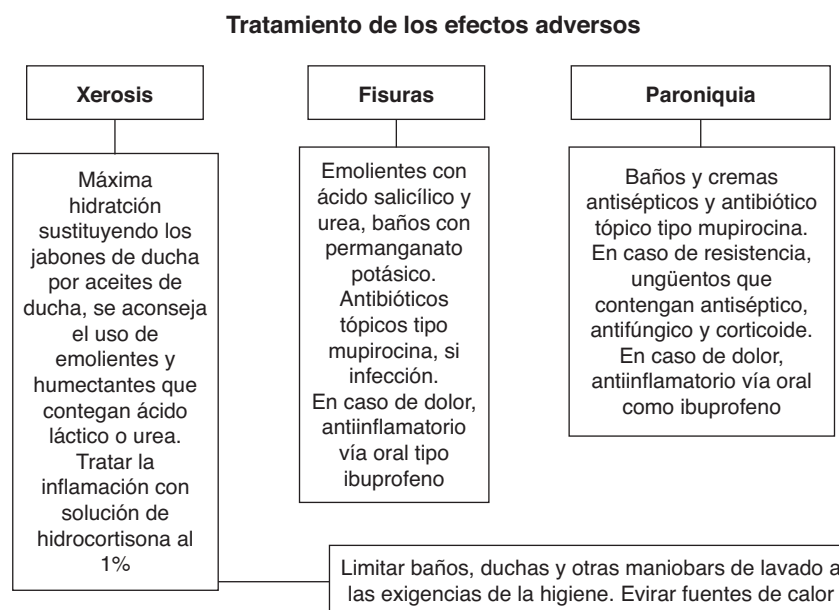 Tratamiento de los efectos adversos
Xerosis
Máxima
hidratción
sustituyendo los
jabones de ducha
por aceites de
ducha, se aconseja
el uso de
emolientes y
humectantes que
contegan ácido
láctico o urea.
Tratar la
inflamación con
solución de
hidrocortisona al
1%
Fisuras
Emolientes con
ácido salicílico y
urea, baños con
permanganato
potásico.
Antibióticos
tópicos tipo
mupirocina, si
infección.
En caso de dolor,
antiinflamatorio
vía oral tipo
ibuprofeno
Paroniquia
Baños y cremas
antisépticos y antibiótico
tópico tipo mupirocina.
En caso de resistencia,
ungüentos que
contengan antiséptico,
antifúngico y corticoide.
En caso de dolor,
antiinflamatorio vía oral
como ibuprofeno
Limitar baños, duchas y otras maniobars de lavado a
las exigencias de la higiene. Evirar fuentes de calor